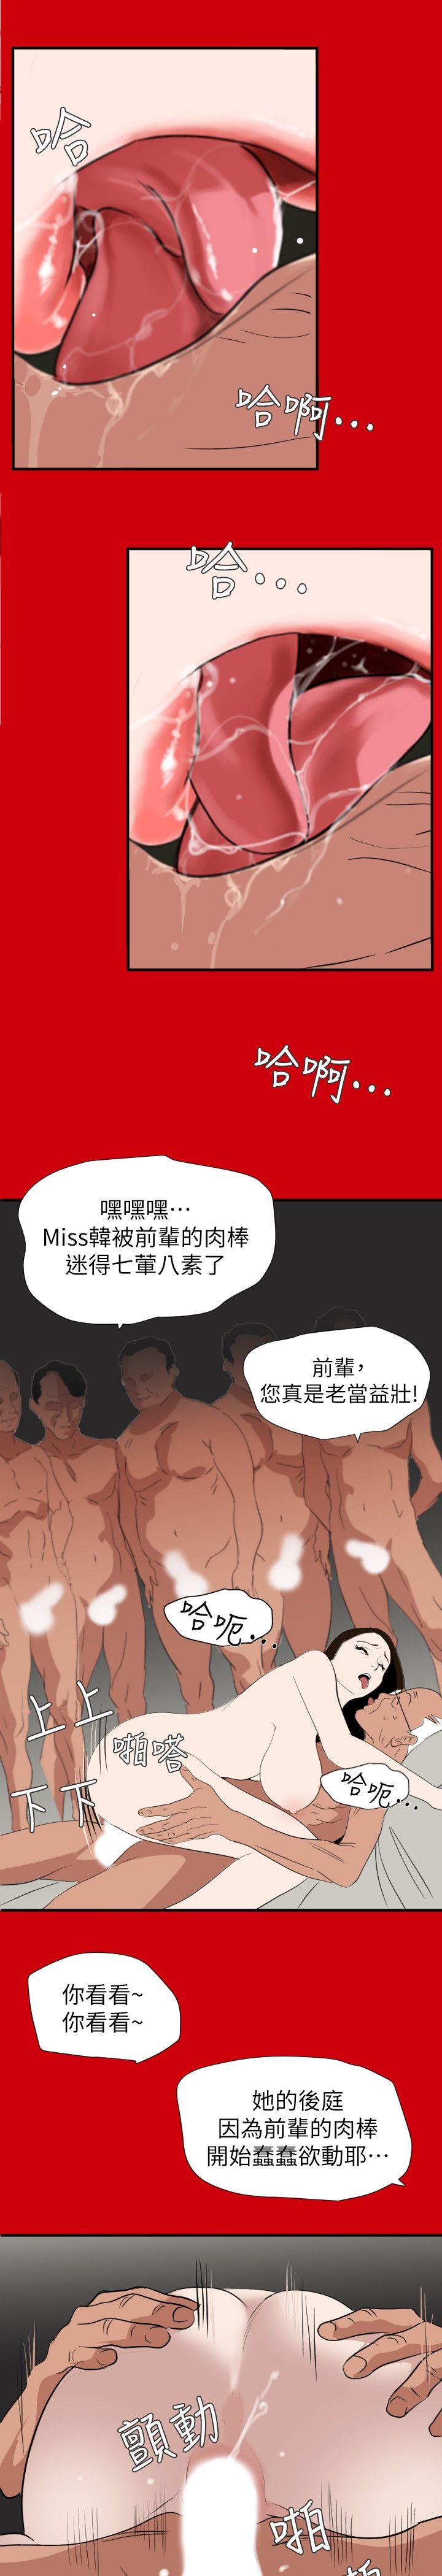 哈
哈啊...
哈...
哈啊...
嘿嘿嘿…
Miss韓被前輩的肉棒
迷得七葷八素了
前輩，
您真是老當益壯!
哈呃...
上上
下下
啪嗒
哈呃...
你看看~
你看看~
她的後庭
因為前輩的肉棒
開始蠢蠢欲動耶…
顫動
啪